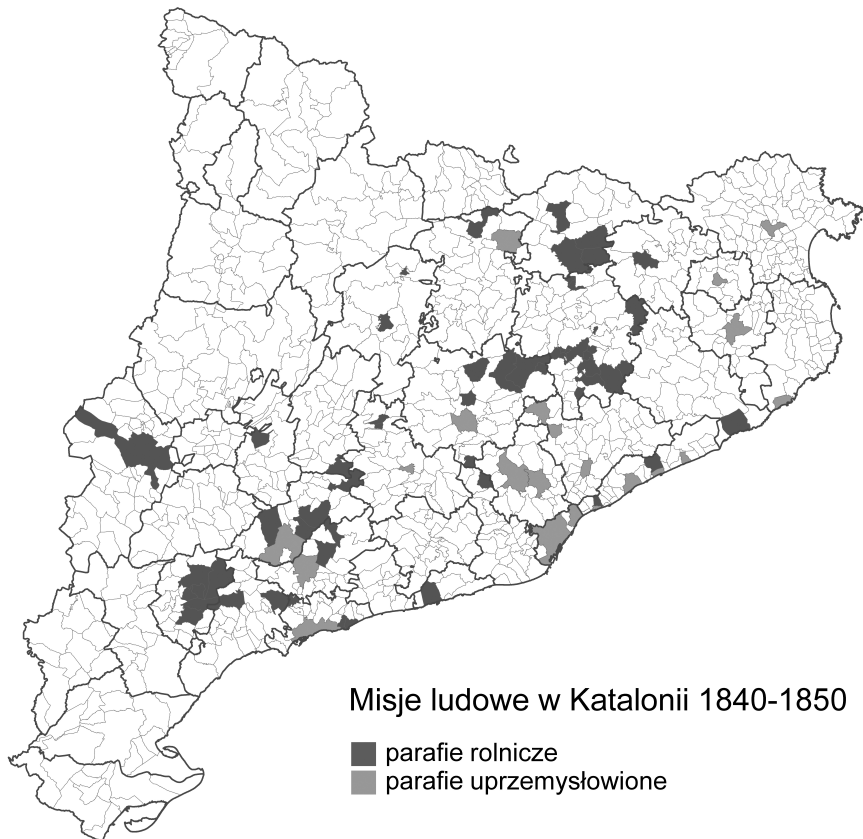 Misje ludowe w Katalonii 1840-1850
parafie rolnicze
parafie uprzemysłowione